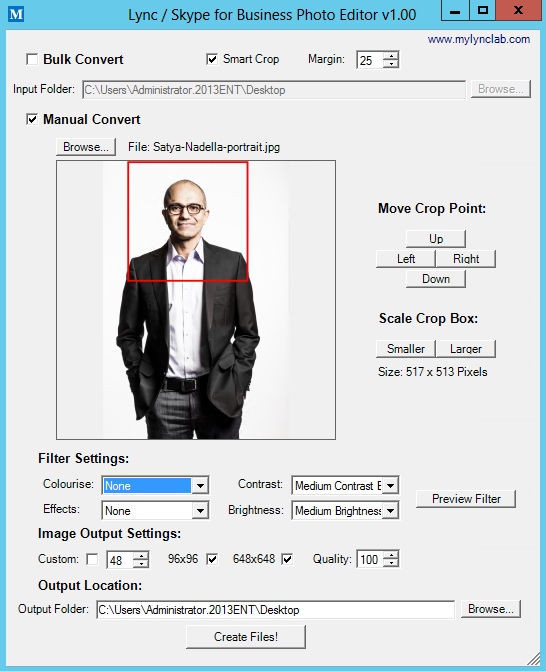 M Lync / Skype for Business Photo Editor v1.00
www.mylynclab.com
Bulk Convert Smart Crop Margin: 25
Input Folder: C:\Users\Administrator.2013ENT\Desktop Browse...
Manual Convert
Browse... File: Satya-Nadella-portrait.jpg
Move Crop Point:
Up
Left Right
Down
Scale Crop Box:
Smaller Larger
Size: 517 x 513 Pixels
Filter Settings:
Colourise: None Contrast: Medium Contrast E
Preview Filter
Effects: None Brightness: Medium Brightness
Image Output Settings:
Custom: 48 96x96 648x648 Quality: 100
Output Location:
Output Folder: C:\Users\Administrator.2013ENT\Desktop Browse...
Create Files!